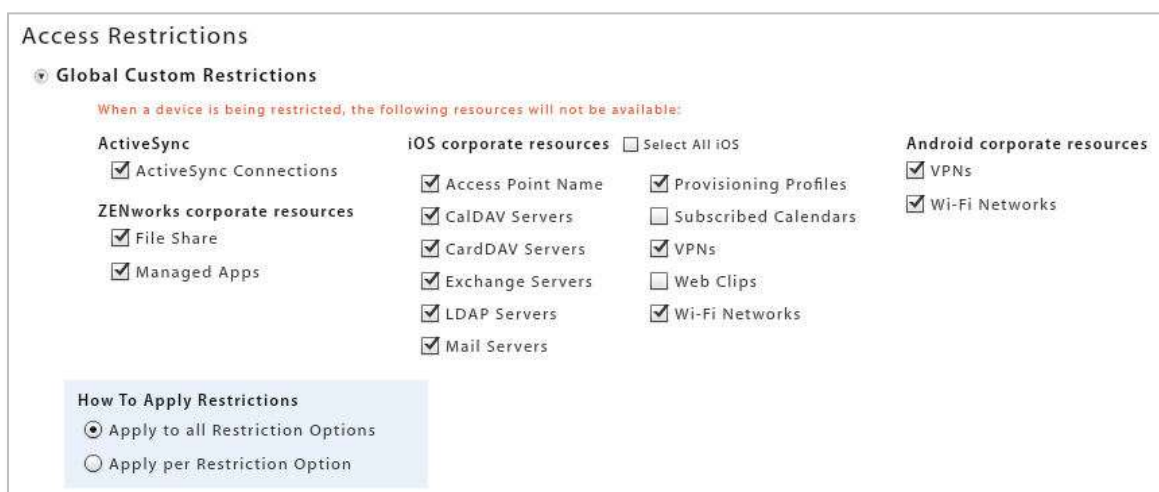 Access Restrictions
Global Custom Restrictions
When a device is being restricted, the following resources will not be available:
ActiveSync
ActiveSync Connections
ZENworks corporate resources
File Share
Managed Apps
iOS corporate resources
Select All iOS
Access Point Name
CalDAV Servers
CardDAV Servers
Exchange Servers
LDAP Servers
Mail Servers
Provisioning Profiles
Subscribed Calendars
VPNs
Web Clips
Wi-Fi Networks
Android corporate resources
VPNs
Wi-Fi Networks
How To Apply Restrictions
Apply to all Restriction Options
Apply per Restriction Option